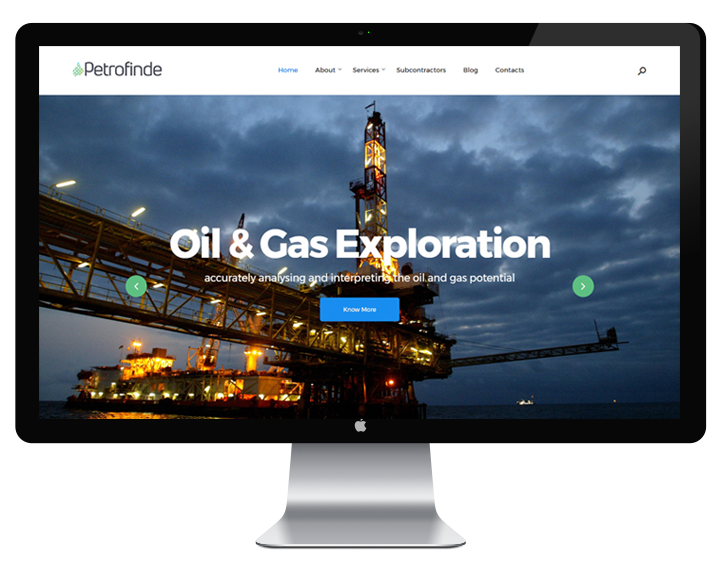 Petrofinde
Home About Services Subcontractors Blog Contacts
Oil & Gas Exploration
accurately analysing and interpreting the oil and gas potential
Know More